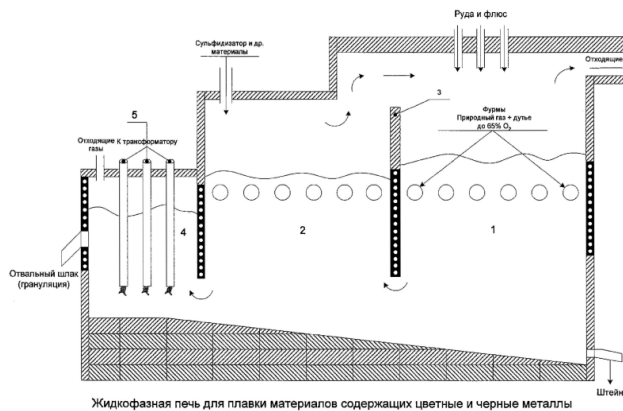 Руда и флюс
Сульфидизатор и др.
материалы
Отходящие
3
5
Фурмы
Природный газ + дутье
до 65% O₂
Отходящие
газы
К трансформатору
4
2
1
Отвальный шлак
(грануляция)
Штейн
Жидкофазная печь для плавки материалов содержащих цветные и черные металлы